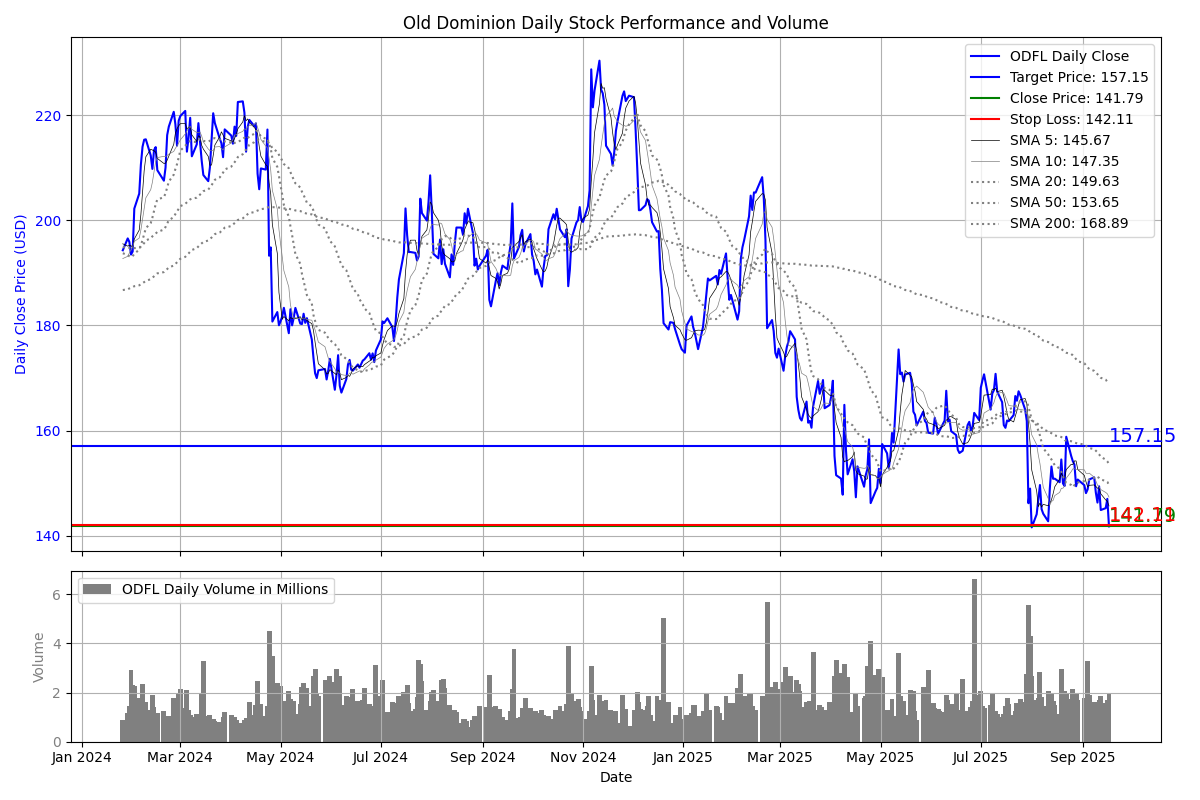 Old Dominion Daily Stock Performance and Volume
Daily Close Price (USD)
220
200
180
160
140
ODFL Daily Close
Target Price: 157.15
Close Price: 141.79
Stop Loss: 142.11
SMA 5: 145.67
SMA 10: 147.35
SMA 20: 149.63
SMA 50: 153.65
SMA 200: 168.89
157.15
142.11
141.79
ODFL Daily Volume in Millions
Volume
6
4
2
0
Jan 2024 Mar 2024 May 2024 Jul 2024 Sep 2024 Nov 2024 Jan 2025 Mar 2025 May 2025 Jul 2025 Sep 2025
Date